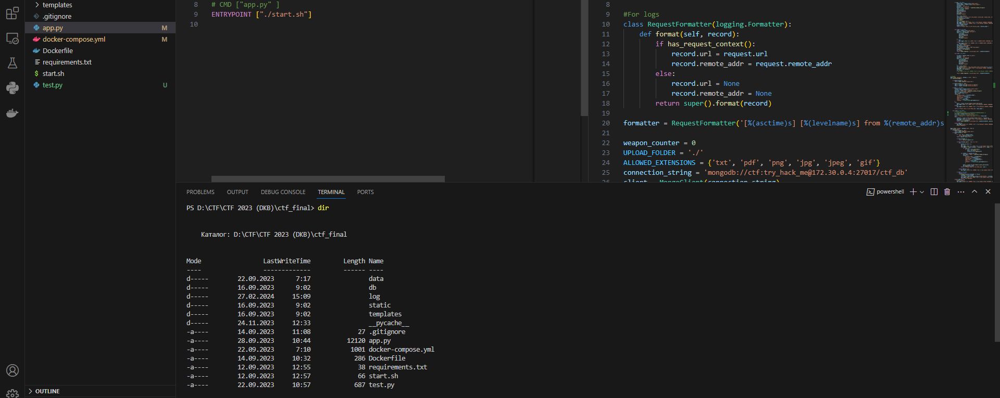 templates
.gitignore
app.py M
docker-compose.yml M
Dockerfile
requirements.txt
start.sh
test.py U
OUTLINE
8 # CMD ["app.py" ]
9 ENTRYPOINT ["./start.sh"]
10
8
9 #For logs
10 class RequestFormatter(logging.Formatter):
11 def format(self, record):
12 if has_request_context():
13 record.url = request.url
14 record.remote_addr = request.remote_addr
15 else:
16 record.url = None
17 record.remote_addr = None
18 return super().format(record)
19
20 formatter = RequestFormatter('[%(asctime)s] [%(levelname)s] from %(remote_addr)s
21
22 weapon_counter = 0
23 UPLOAD_FOLDER = './'
24 ALLOWED_EXTENSIONS = {'txt', 'pdf', 'png', 'jpg', 'jpeg', 'gif'}
25 connection_string = 'mongodb://ctf:try_hack_me@172.30.0.4:27017/ctf_db'
26 client = MongoClient(connection_string)
PROBLEMS OUTPUT DEBUG CONSOLE TERMINAL PORTS
powershell
PS D:\CTF\CTF 2023 (DKB)\ctf_final> dir
Каталог: D:\CTF\CTF 2023 (DKB)\ctf_final
Mode LastWriteTime Length Name
---- ------------- ------ ----
d----- 22.09.2023 7:17 data
d----- 16.09.2023 9:02 db
d----- 27.02.2024 15:09 log
d----- 16.09.2023 9:02 static
d----- 16.09.2023 9:02 templates
d----- 24.11.2023 12:33 __pycache__
-a---- 14.09.2023 11:08 27 .gitignore
-a---- 28.09.2023 10:44 12120 app.py
-a---- 22.09.2023 7:10 1001 docker-compose.yml
-a---- 14.09.2023 10:32 286 Dockerfile
-a---- 12.09.2023 12:55 38 requirements.txt
-a---- 12.09.2023 12:57 66 start.sh
-a---- 22.09.2023 10:57 687 test.py